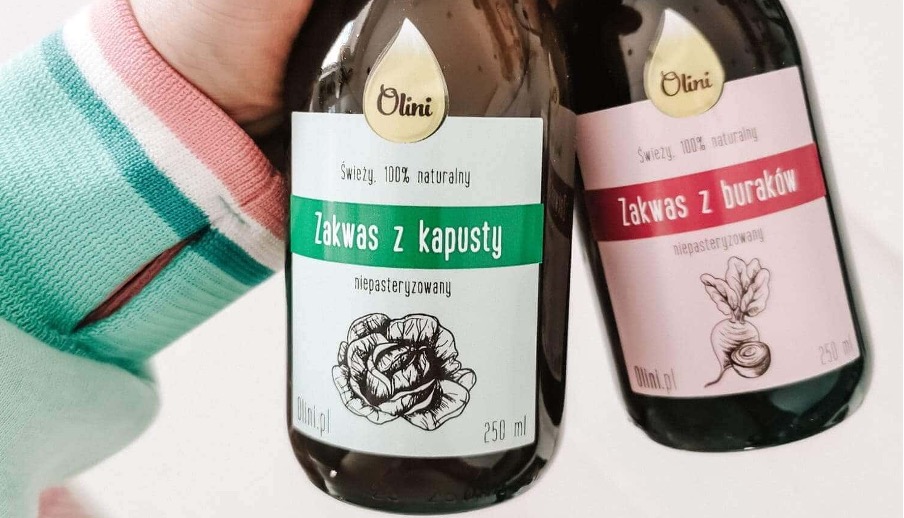 Olini
Świeży, 100% naturalny
Zakwas z kapusty
niepasteryzowany
Olini.pl
250 ml
Olini
Świeży, 100% naturalny
Zakwas z buraków
niepasteryzowany
Olini.pl
250 ml